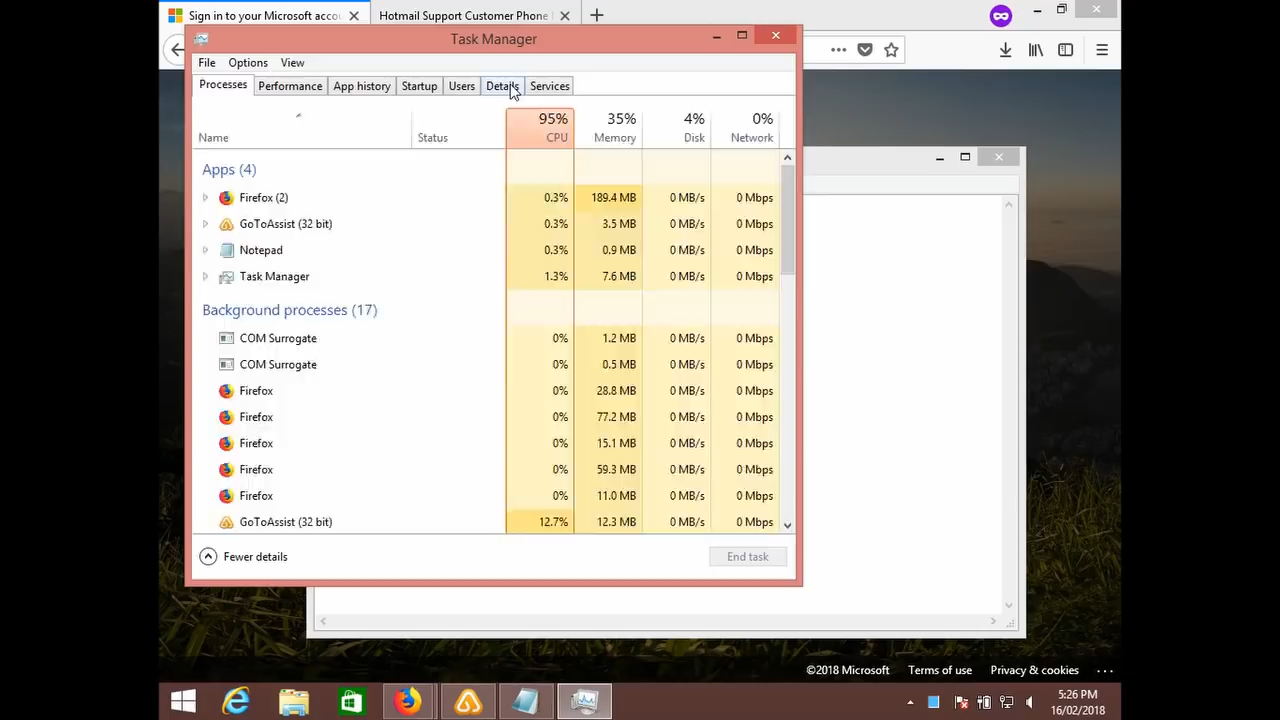 Sign in to your Microsoft accou
Hotmail Support Customer Phone
Task Manager
File Options View
Processes Performance App history Startup Users Details Services
95% 35% 4% 0%
Name Status CPU Memory Disk Network
Apps (4)
Firefox (2) 0.3% 189.4 MB 0 MB/s 0 Mbps
GoToAssist (32 bit) 0.3% 3.5 MB 0 MB/s 0 Mbps
Notepad 0.3% 0.9 MB 0 MB/s 0 Mbps
Task Manager 1.3% 7.6 MB 0 MB/s 0 Mbps
Background processes (17)
COM Surrogate 0% 1.2 MB 0 MB/s 0 Mbps
COM Surrogate 0% 0.5 MB 0 MB/s 0 Mbps
Firefox 0% 28.8 MB 0 MB/s 0 Mbps
Firefox 0% 77.2 MB 0 MB/s 0 Mbps
Firefox 0% 15.1 MB 0 MB/s 0 Mbps
Firefox 0% 59.3 MB 0 MB/s 0 Mbps
Firefox 0% 11.0 MB 0 MB/s 0 Mbps
GoToAssist (32 bit) 12.7% 12.3 MB 0 MB/s 0 Mbps
Fewer details End task
©2018 Microsoft Terms of use Privacy & cookies ...
5:26 PM
16/02/2018